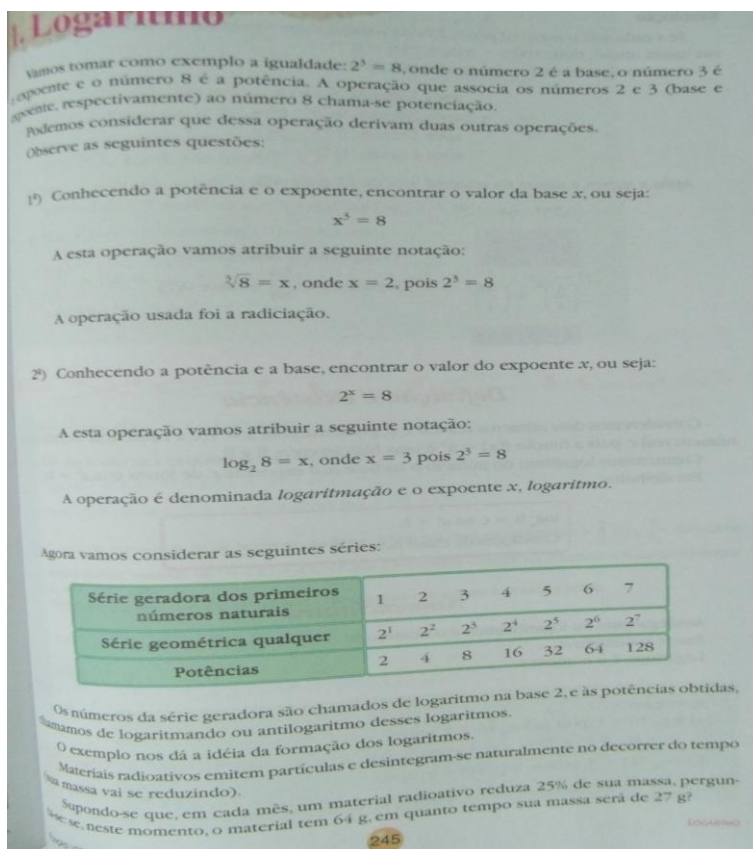 1. Logaritmo
Vamos tomar como exemplo a igualdade: 2³ = 8, onde o número 2 é a base, o número 3 é
expoente e o número 8 é a potência. A operação que associa os números 2 e 3 (base e
expoente, respectivamente) ao número 8 chama-se potenciação.
Podemos considerar que dessa operação derivam duas outras operações.
Observe as seguintes questões:
1ª) Conhecendo a potência e o expoente, encontrar o valor da base x, ou seja:
x³ = 8
A esta operação vamos atribuir a seguinte notação:
∛8 = x, onde x = 2, pois 2³ = 8
A operação usada foi a radiciação.
2ª) Conhecendo a potência e a base, encontrar o valor do expoente x, ou seja:
2ˣ = 8
A esta operação vamos atribuir a seguinte notação:
log₂ 8 = x, onde x = 3 pois 2³ = 8
A operação é denominada logaritmação e o expoente x, logaritmo.
Agora vamos considerar as seguintes séries:
Série geradora dos primeiros
números naturais
1 2 3 4 5 6 7
Série geométrica qualquer 2¹ 2² 2³ 2⁴ 2⁵ 2⁶ 2⁷
Potências 2 4 8 16 32 64 128
Os números da série geradora são chamados de logaritmo na base 2, e às potências obtidas,
chamamos de logaritmando ou antilogaritmo desses logaritmos.
O exemplo nos dá a idéia da formação dos logaritmos.
Materiais radioativos emitem partículas e desintegram-se naturalmente no decorrer do tempo
(sua massa vai se reduzindo).
Supondo-se que, em cada mês, um material radioativo reduza 25% de sua massa, pergun-
ta-se: se, neste momento, o material tem 64 g, em quanto tempo sua massa será de 27 g?
LOGARITMO
245